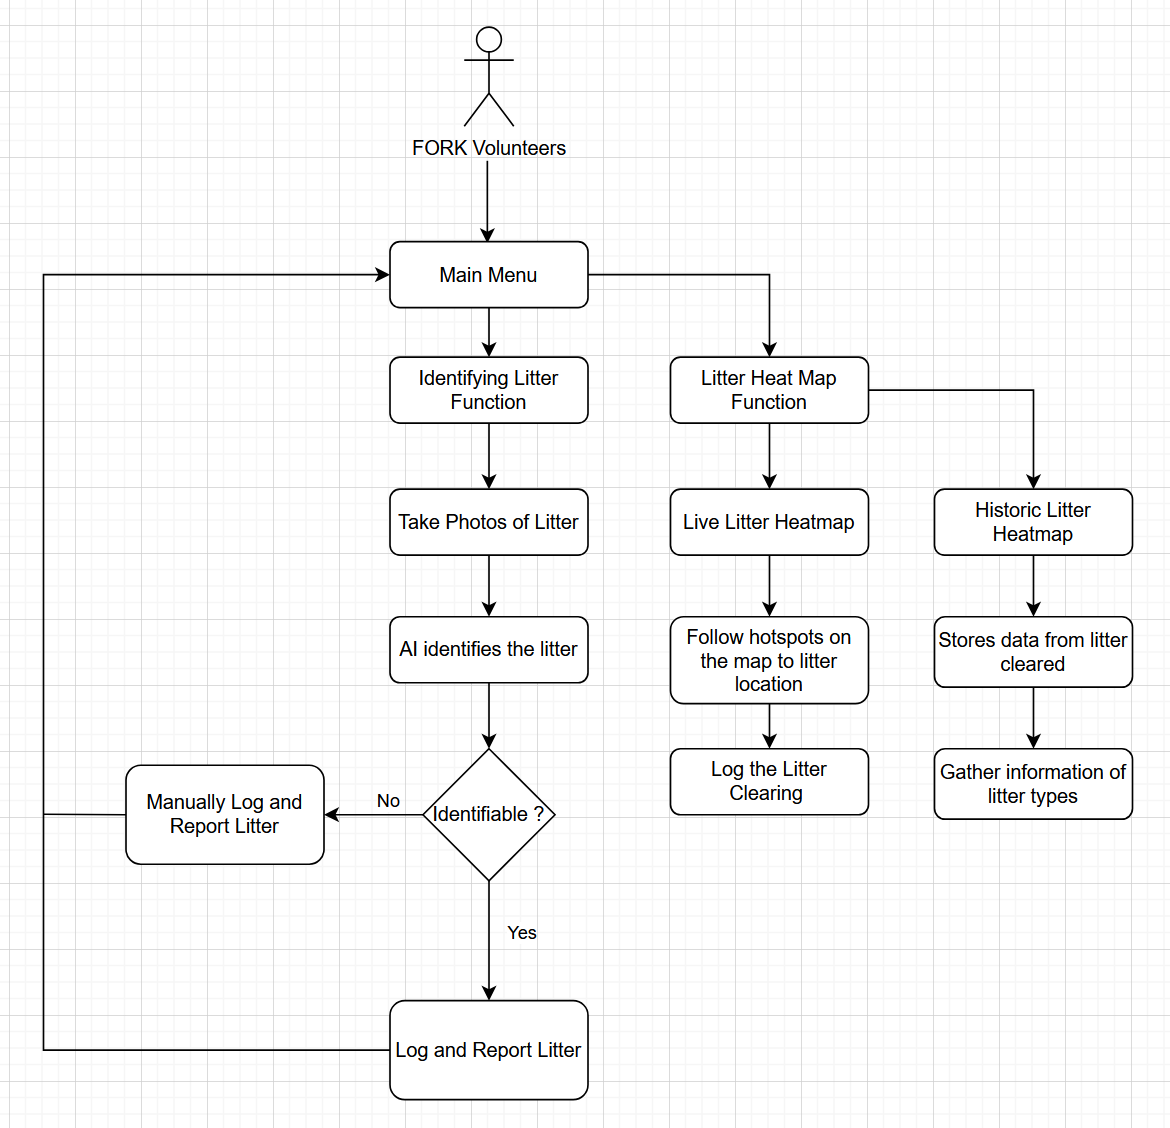 FORK Volunteers
Main Menu
Identifying Litter
Function
Litter Heat Map
Function
Take Photos of Litter
Live Litter Heatmap
Historic Litter
Heatmap
AI identifies the litter
Follow hotspots on
the map to litter
location
Stores data from litter
cleared
Manually Log and
Report Litter
No
Identifiable ?
Log the Litter
Clearing
Gather information of
litter types
Yes
Log and Report Litter